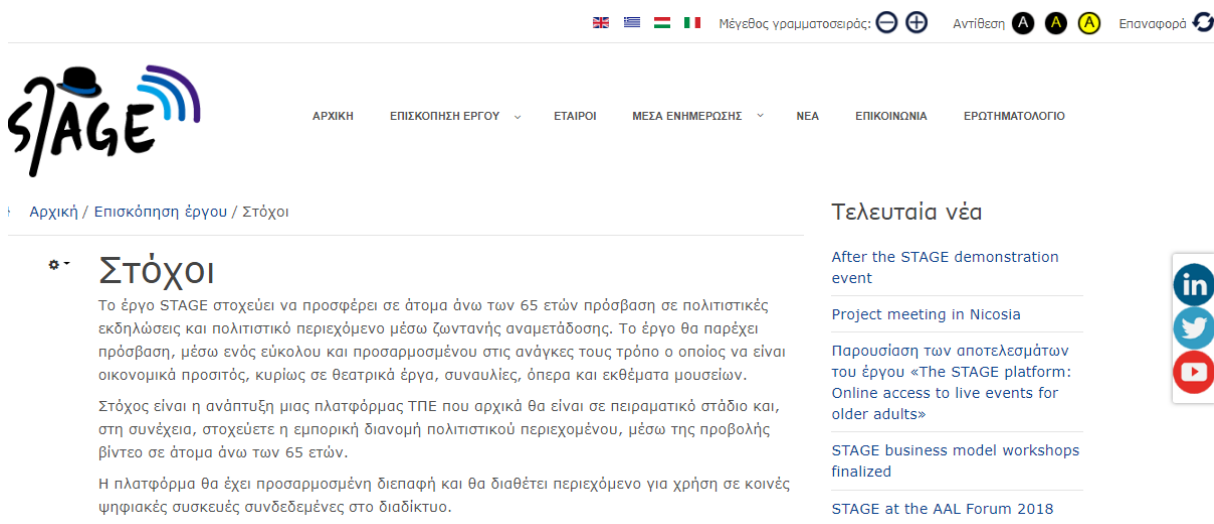 Μέγεθος γραμματοσειράς:
Αντίθεση A A A
Επαναφορά
STAGE
ΑΡΧΙΚΗ
ΕΠΙΣΚΟΠΗΣΗ ΕΡΓΟΥ
ΕΤΑΙΡΟΙ
ΜΕΣΑ ΕΝΗΜΕΡΩΣΗΣ
ΝΕΑ
ΕΠΙΚΟΙΝΩΝΙΑ
ΕΡΩΤΗΜΑΤΟΛΟΓΙΟ
Αρχική / Επισκόπηση έργου / Στόχοι
Στόχοι
Το έργο STAGE στοχεύει να προσφέρει σε άτομα άνω των 65 ετών πρόσβαση σε πολιτιστικές
εκδηλώσεις και πολιτιστικό περιεχόμενο μέσω ζωντανής αναμετάδοσης. Το έργο θα παρέχει
πρόσβαση, μέσω ενός εύκολου και προσαρμοσμένου στις ανάγκες τους τρόπο ο οποίος να είναι
οικονομικά προσιτός, κυρίως σε θεατρικά έργα, συναυλίες, όπερα και εκθέματα μουσείων.
Στόχος είναι η ανάπτυξη μιας πλατφόρμας ΤΠΕ που αρχικά θα είναι σε πειραματικό στάδιο και,
στη συνέχεια, στοχεύετε η εμπορική διανομή πολιτιστικού περιεχομένου, μέσω της προβολής
βίντεο σε άτομα άνω των 65 ετών.
Η πλατφόρμα θα έχει προσαρμοσμένη διεπαφή και θα διαθέτει περιεχόμενο για χρήση σε κοινές
ψηφιακές συσκευές συνδεδεμένες στο διαδίκτυο.
Τελευταία νέα
After the STAGE demonstration
event
Project meeting in Nicosia
Παρουσίαση των αποτελεσμάτων
του έργου «The STAGE platform:
Online access to live events for
older adults»
STAGE business model workshops
finalized
STAGE at the AAL Forum 2018
in